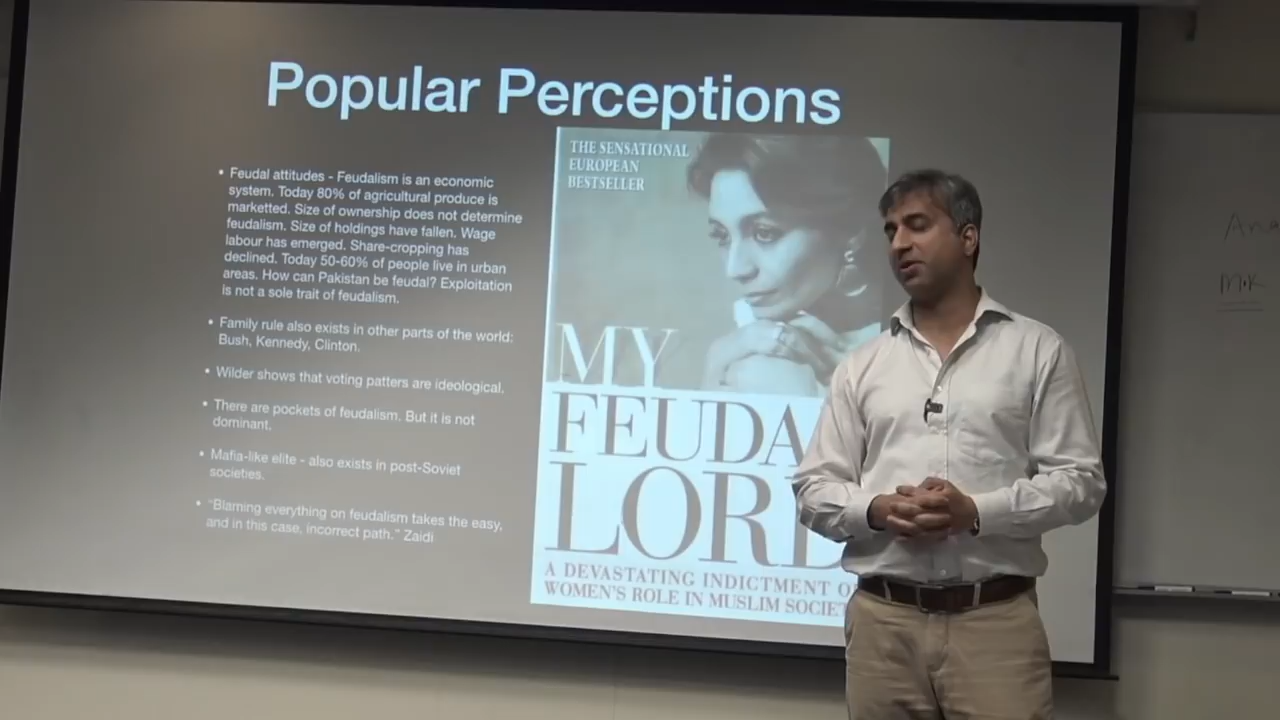 Popular Perceptions
• Feudal attitudes - Feudalism is an economic
system. Today 80% of agricultural produce is
marketted. Size of ownership does not determine
feudalism. Size of holdings have fallen. Wage
labour has emerged. Share-cropping has
declined. Today 50-60% of people live in urban
areas. How can Pakistan be feudal? Exploitation
is not a sole trait of feudalism.
• Family rule also exists in other parts of the world:
Bush, Kennedy, Clinton.
• Wilder shows that voting patters are ideological.
• There are pockets of feudalism. But it is not
dominant.
• Mafia-like elite - also exists in post-Soviet
societies.
• "Blaming everything on feudalism takes the easy,
and in this case, incorrect path." Zaidi
THE SENSATIONAL
EUROPEAN
BESTSELLER
MY
FEUDA
LORD
A DEVASTATING INDICTMENT O
WOMEN'S ROLE IN MUSLIM SOCIET
Ang
M.K